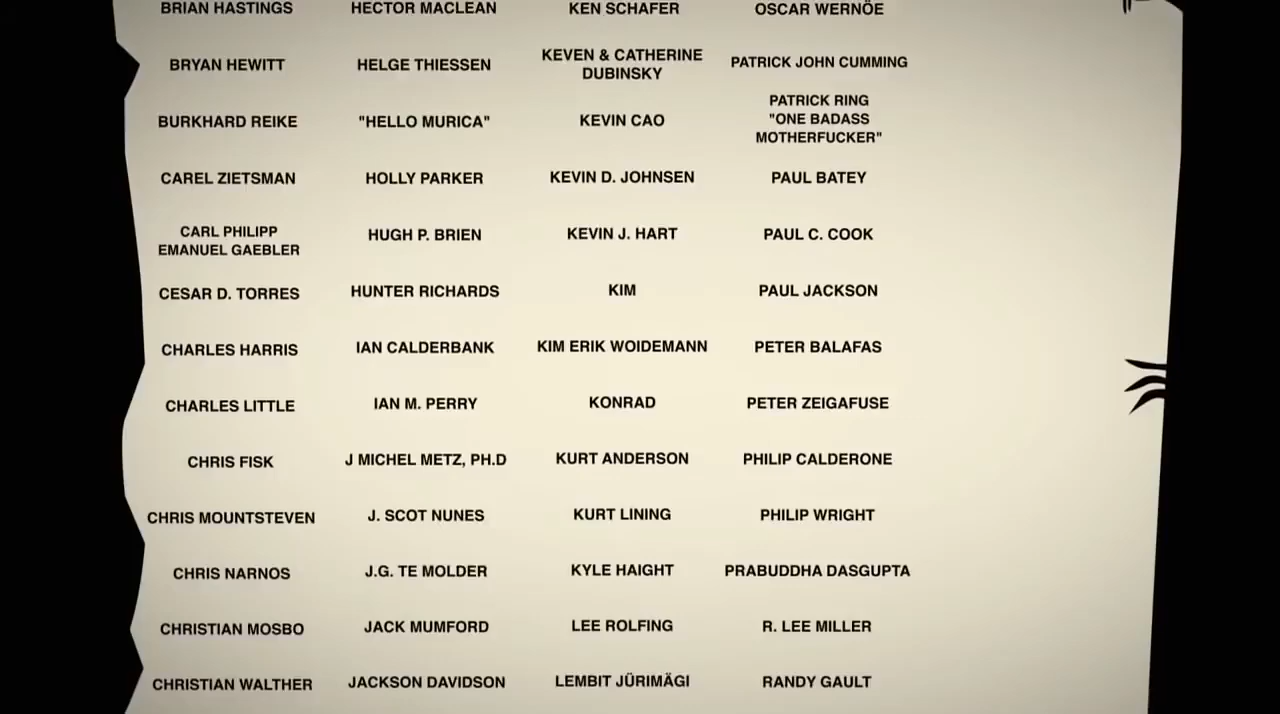 BRIAN HASTINGS
BRYAN HEWITT
BURKHARD REIKE
CAREL ZIETSMAN
CARL PHILIPP
EMANUEL GAEBLER
CESAR D. TORRES
CHARLES HARRIS
CHARLES LITTLE
CHRIS FISK
CHRIS MOUNTSTEVEN
CHRIS NARNOS
CHRISTIAN MOSBO
CHRISTIAN WALTHER
HECTOR MACLEAN
HELGE THIESSEN
"HELLO MURICA"
HOLLY PARKER
HUGH P. BRIEN
HUNTER RICHARDS
IAN CALDERBANK
IAN M. PERRY
J MICHEL METZ, PH.D
J. SCOT NUNES
J.G. TE MOLDER
JACK MUMFORD
JACKSON DAVIDSON
KEN SCHAFER
KEVEN & CATHERINE
DUBINSKY
KEVIN CAO
KEVIN D. JOHNSEN
KEVIN J. HART
KIM
KIM ERIK WOIDEMANN
KONRAD
KURT ANDERSON
KURT LINING
KYLE HAIGHT
LEE ROLFING
LEMBIT JÜRIMÄGI
OSCAR WERNÖE
PATRICK JOHN CUMMING
PATRICK RING
"ONE BADASS
MOTHERFUCKER"
PAUL BATEY
PAUL C. COOK
PAUL JACKSON
PETER BALAFAS
PETER ZEIGAFUSE
PHILIP CALDERONE
PHILIP WRIGHT
PRABUDDHA DASGUPTA
R. LEE MILLER
RANDY GAULT